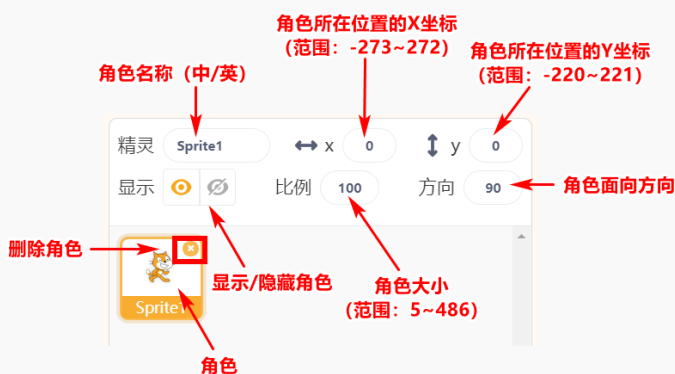 角色所在位置的X坐标
（范围：-273~272）
角色所在位置的Y坐标
（范围：-220~221）
角色名称（中/英）
精灵 Sprite1 x 0 y 0
显示 比例 100 方向 90
角色面向方向
删除角色
显示/隐藏角色
角色大小
（范围：5~486）
Sprite1
角色